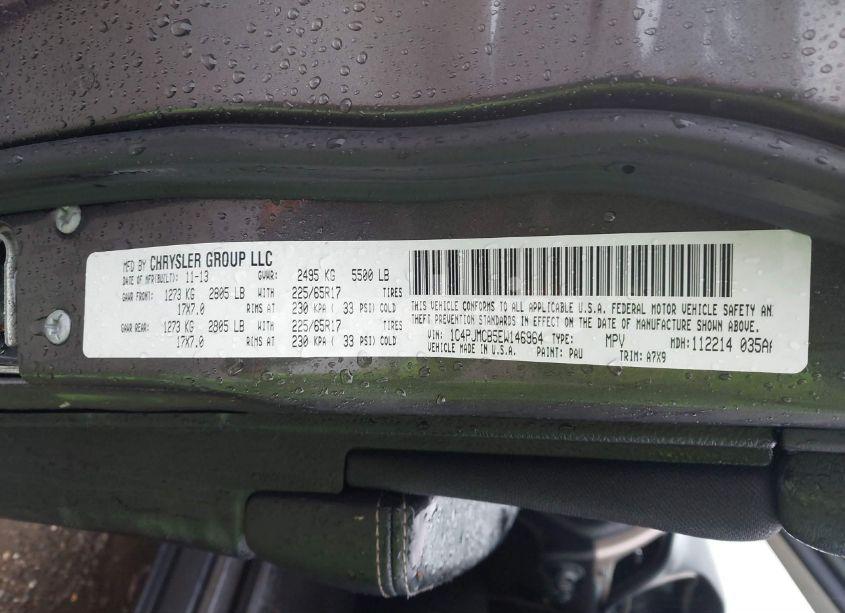 MFD BY CHRYSLER GROUP LLC
DATE OF MFR(BUILT): 11-13 GVWR: 2495 KG 5500 LB
GAWR FRONT: 1273 KG 2805 LB WITH 225/65R17 TIRES
17X7.0 RIMS AT 230 KPA ( 33 PSI) COLD
GAWR REAR: 1273 KG 2805 LB WITH 225/65R17 TIRES
17X7.0 RIMS AT 230 KPA ( 33 PSI) COLD
THIS VEHICLE CONFORMS TO ALL APPLICABLE U.S.A. FEDERAL MOTOR VEHICLE SAFETY AN
THEFT PREVENTION STANDARDS IN EFFECT ON THE DATE OF MANUFACTURE SHOWN ABOVE.
VIN: 1C4PJMCB5EW146964 TYPE: MPV MDH: 112214 035A
VEHICLE MADE IN U.S.A. PAINT: PAU TRIM: A7X9